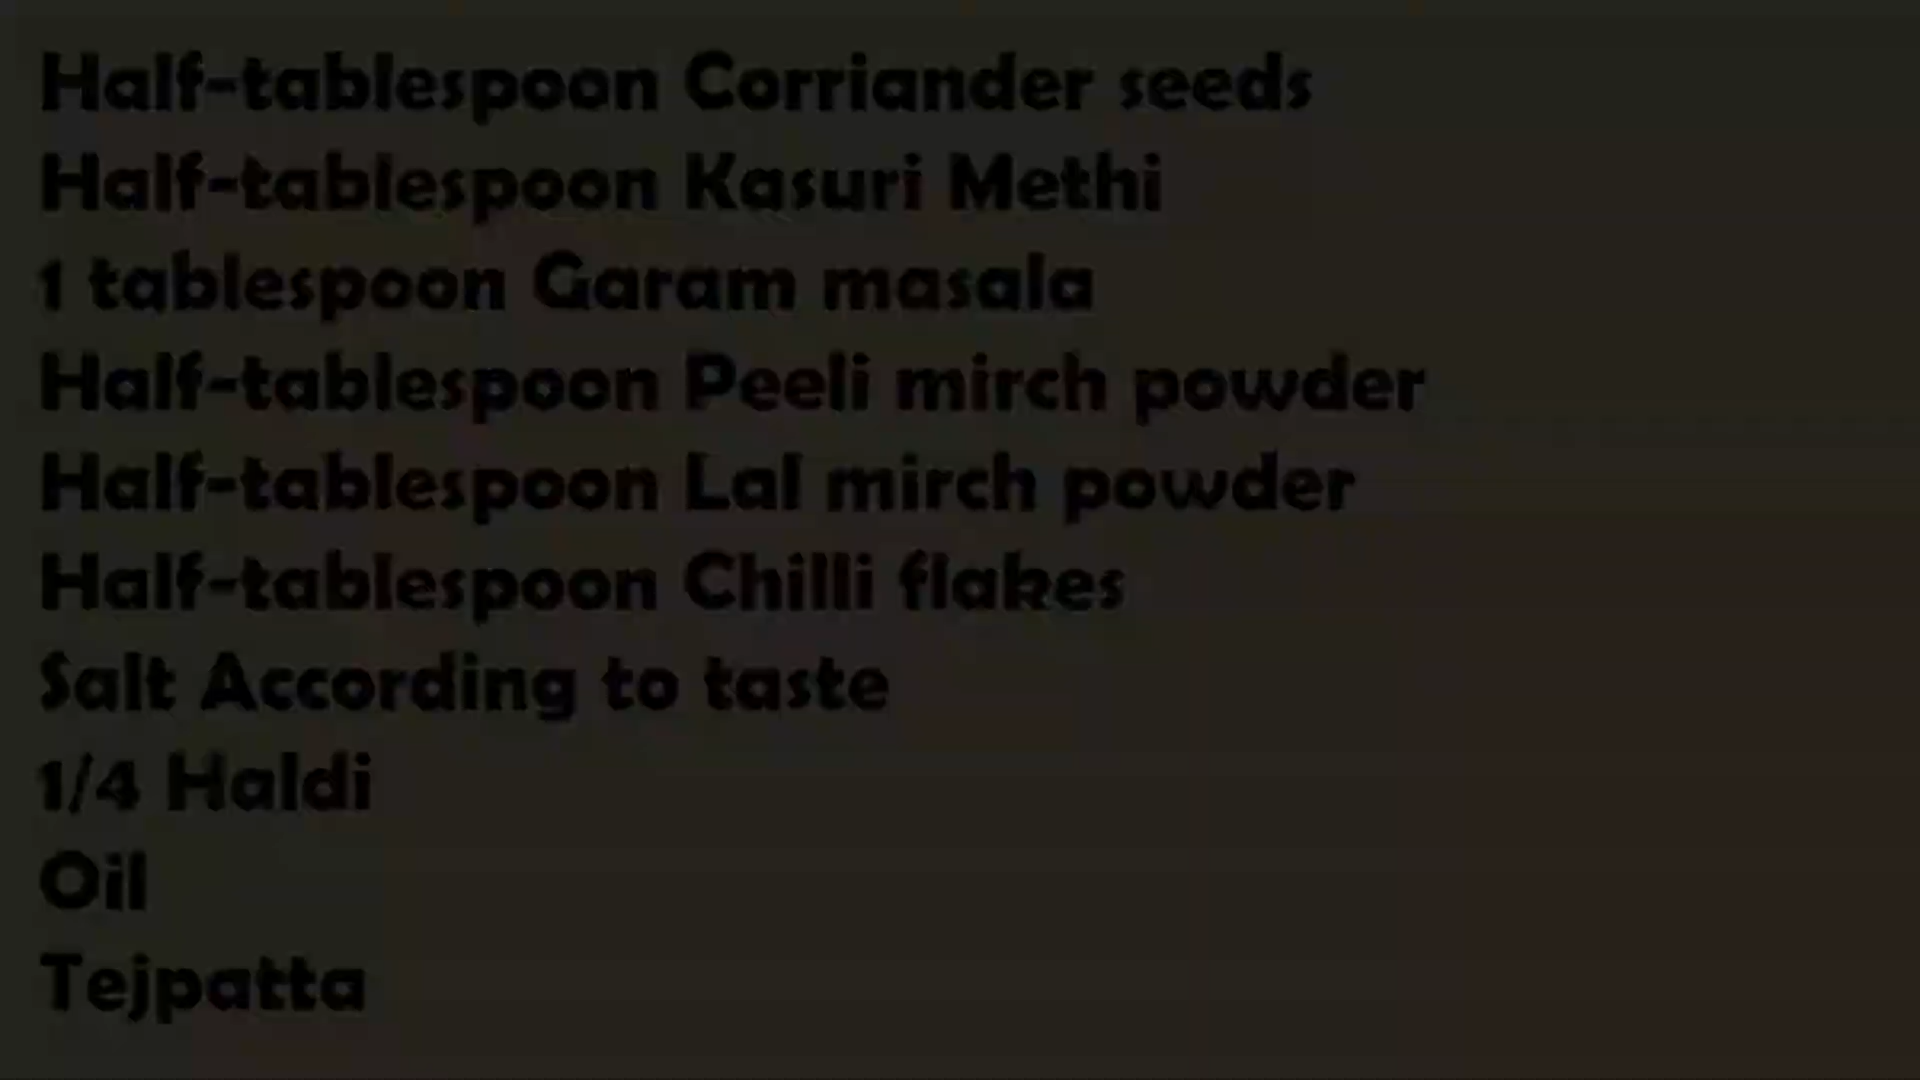 Half-tablespoon Corriander seeds
Half-tablespoon Kasuri Methi
1 tablespoon Garam masala
Half-tablespoon Peeli mirch powder
Half-tablespoon Lal mirch powder
Half-tablespoon Chilli flakes
Salt According to taste
1/4 Haldi
Oil
Tejpatta